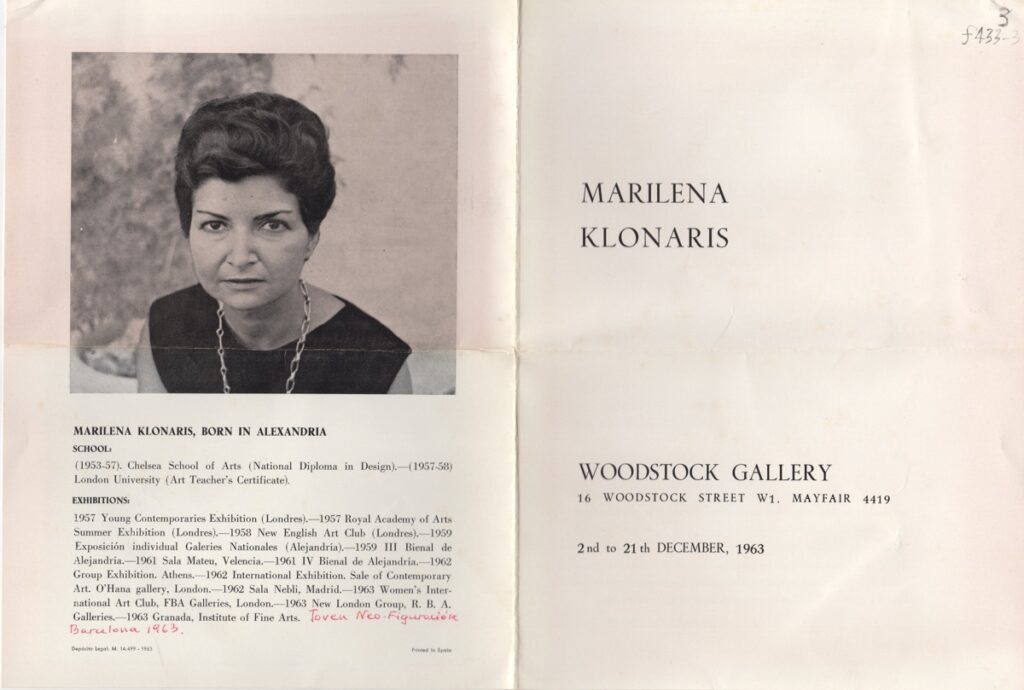 MARILENA KLONARIS, BORN IN ALEXANDRIA
SCHOOL:
(1953-57). Chelsea School of Arts (National Diploma in Design).—(1957-58)
London University (Art Teacher's Certificate).
EXHIBITIONS:
1957 Young Contemporaries Exhibition (Londres).—1957 Royal Academy of Arts
Summer Exhibition (Londres).—1958 New English Art Club (Londres).—1959
Exposición individual Galeries Nationales (Alejandría).—1959 III Bienal de
Alejandría.—1961 Sala Mateu, Velencia.—1961 IV Bienal de Alejandría.—1962
Group Exhibition. Athens.—1962 International Exhibition. Sale of Contemporary
Art. O'Hana gallery, London.—1962 Sala Nebli, Madrid.—1963 Women's Inter-
national Art Club, FBA Galleries, London.—1963 New London Group, R. B. A.
Galleries.—1963 Granada, Institute of Fine Arts. Joven Neo-Figuración
Barcelona 1963.
Depósito Legal. M. 14.499 - 1963
Printed in Spain
3
f433-3
MARILENA
KLONARIS
WOODSTOCK GALLERY
16 WOODSTOCK STREET W1. MAYFAIR 4419
2nd to 21th DECEMBER, 1963